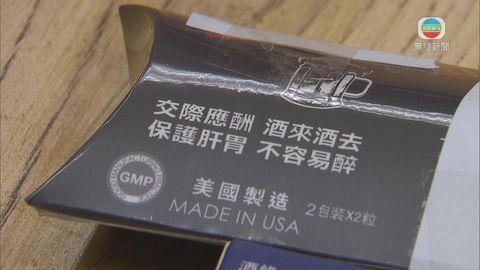 無綫新聞
交際應酬 酒來酒去
保護肝胃 不容易醉
GMP
美國製造
MADE IN USA
2包裝X2粒